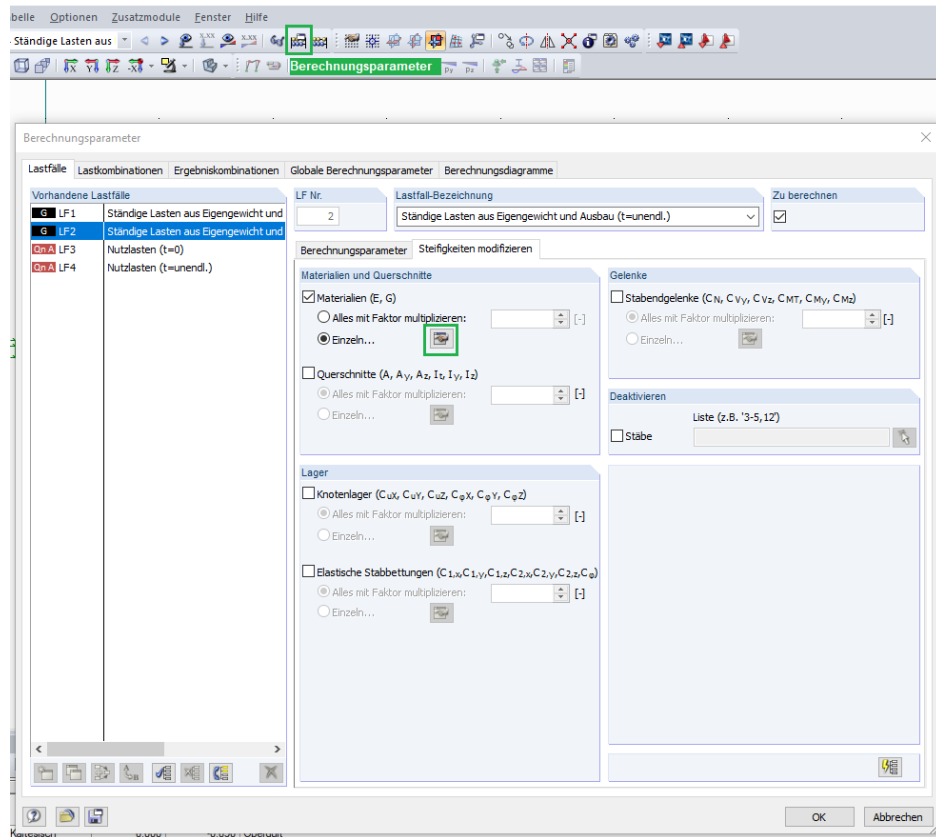 belle Optionen Zusatzmodule Fenster Hilfe
Ständige Lasten aus
Berechnungsparameter
Berechnungsparameter
Lastfälle Lastkombinationen Ergebniskombinationen Globale Berechnungsparameter Berechnungsdiagramme
Vorhandene Lastfälle
G LF1 Ständige Lasten aus Eigengewicht und
G LF2 Ständige Lasten aus Eigengewicht und
Qn A LF3 Nutzlasten (t=0)
Qn A LF4 Nutzlasten (t=unendl.)
LF Nr.
2
Lastfall-Bezeichnung
Ständige Lasten aus Eigengewicht und Ausbau (t=unendl.)
Zu berechnen
Berechnungsparameter Steifigkeiten modifizieren
Materialien und Querschnitte
Materialien (E, G)
Alles mit Faktor multiplizieren: [-]
Einzeln...
Querschnitte (A, Ay, Az, It, Iy, Iz)
Alles mit Faktor multiplizieren: [-]
Einzeln...
Lager
Knotenlager (CuX, CuY, CuZ, CφX, CφY, CφZ)
Alles mit Faktor multiplizieren: [-]
Einzeln...
Elastische Stabbettungen (C1,x,C1,y,C1,z,C2,x,C2,y,C2,z,Cφ)
Alles mit Faktor multiplizieren: [-]
Einzeln...
Gelenke
Stabendgelenke (CN, CVy, CVz, CMT, CMy, CMz)
Alles mit Faktor multiplizieren: [-]
Einzeln...
Deaktivieren
Liste (z.B. '3-5,12')
Stäbe
OK Abbrechen